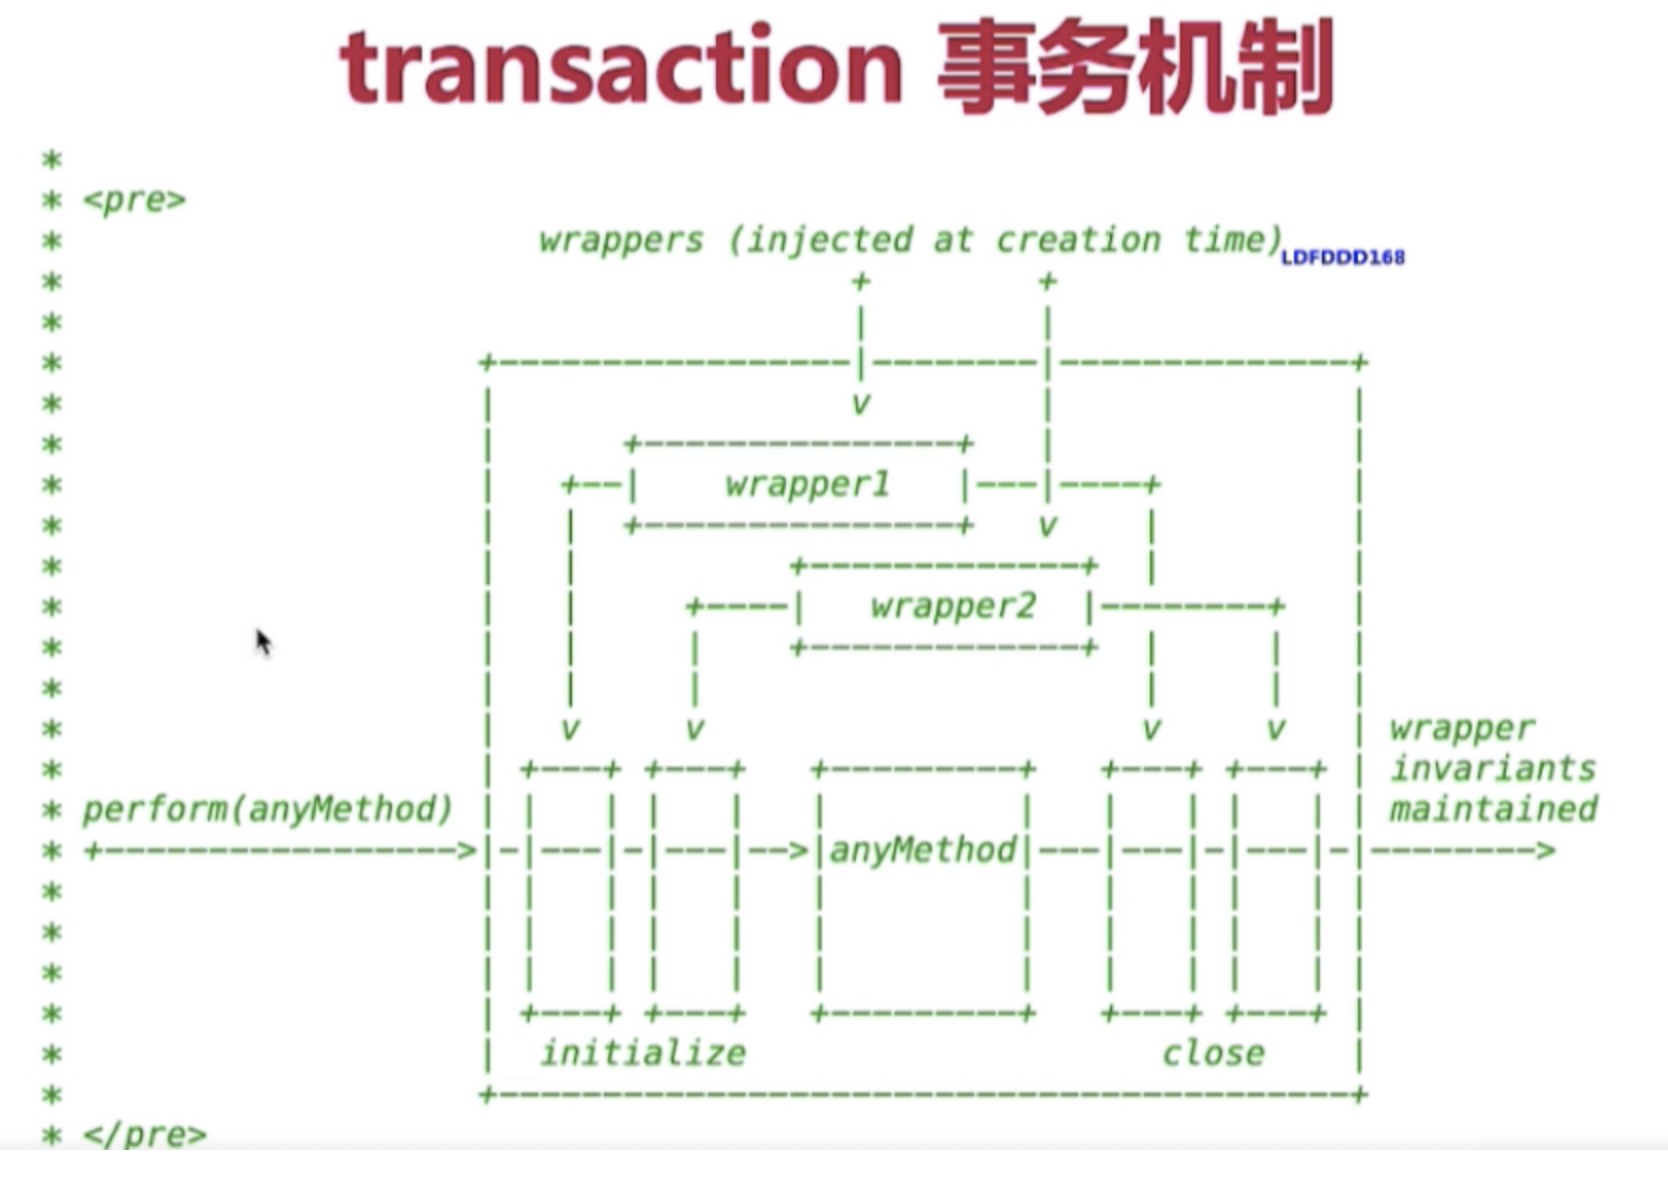 transaction 事务机制
*
* <pre>
* wrappers (injected at creation time)
LDFDDD168
* + +
* | |
* +-----------------|--------|--------------+
* | v | |
* | +---------------+ | |
* | +--| wrapper1 |---|----+ |
* | | +---------------+ v | |
* | | +-------------+ | |
* | | +----| wrapper2 |--------+ |
* | | | +-------------+ | | |
* | | | | | |
* | v v v v | wrapper
* | +---+ +---+ +---------+ +---+ +---+ | invariants
* perform(anyMethod) | | | | | | | | | | | | maintained
* +----------------->|-|---|-|---|-->|anyMethod|---|---|-|---|-|-------->
* | | | | | | | | | | | |
* | | | | | | | | | | | |
* | | | | | | | | | | | |
* | +---+ +---+ +---------+ +---+ +---+ |
* | initialize close |
* +-----------------------------------------+
* </pre>